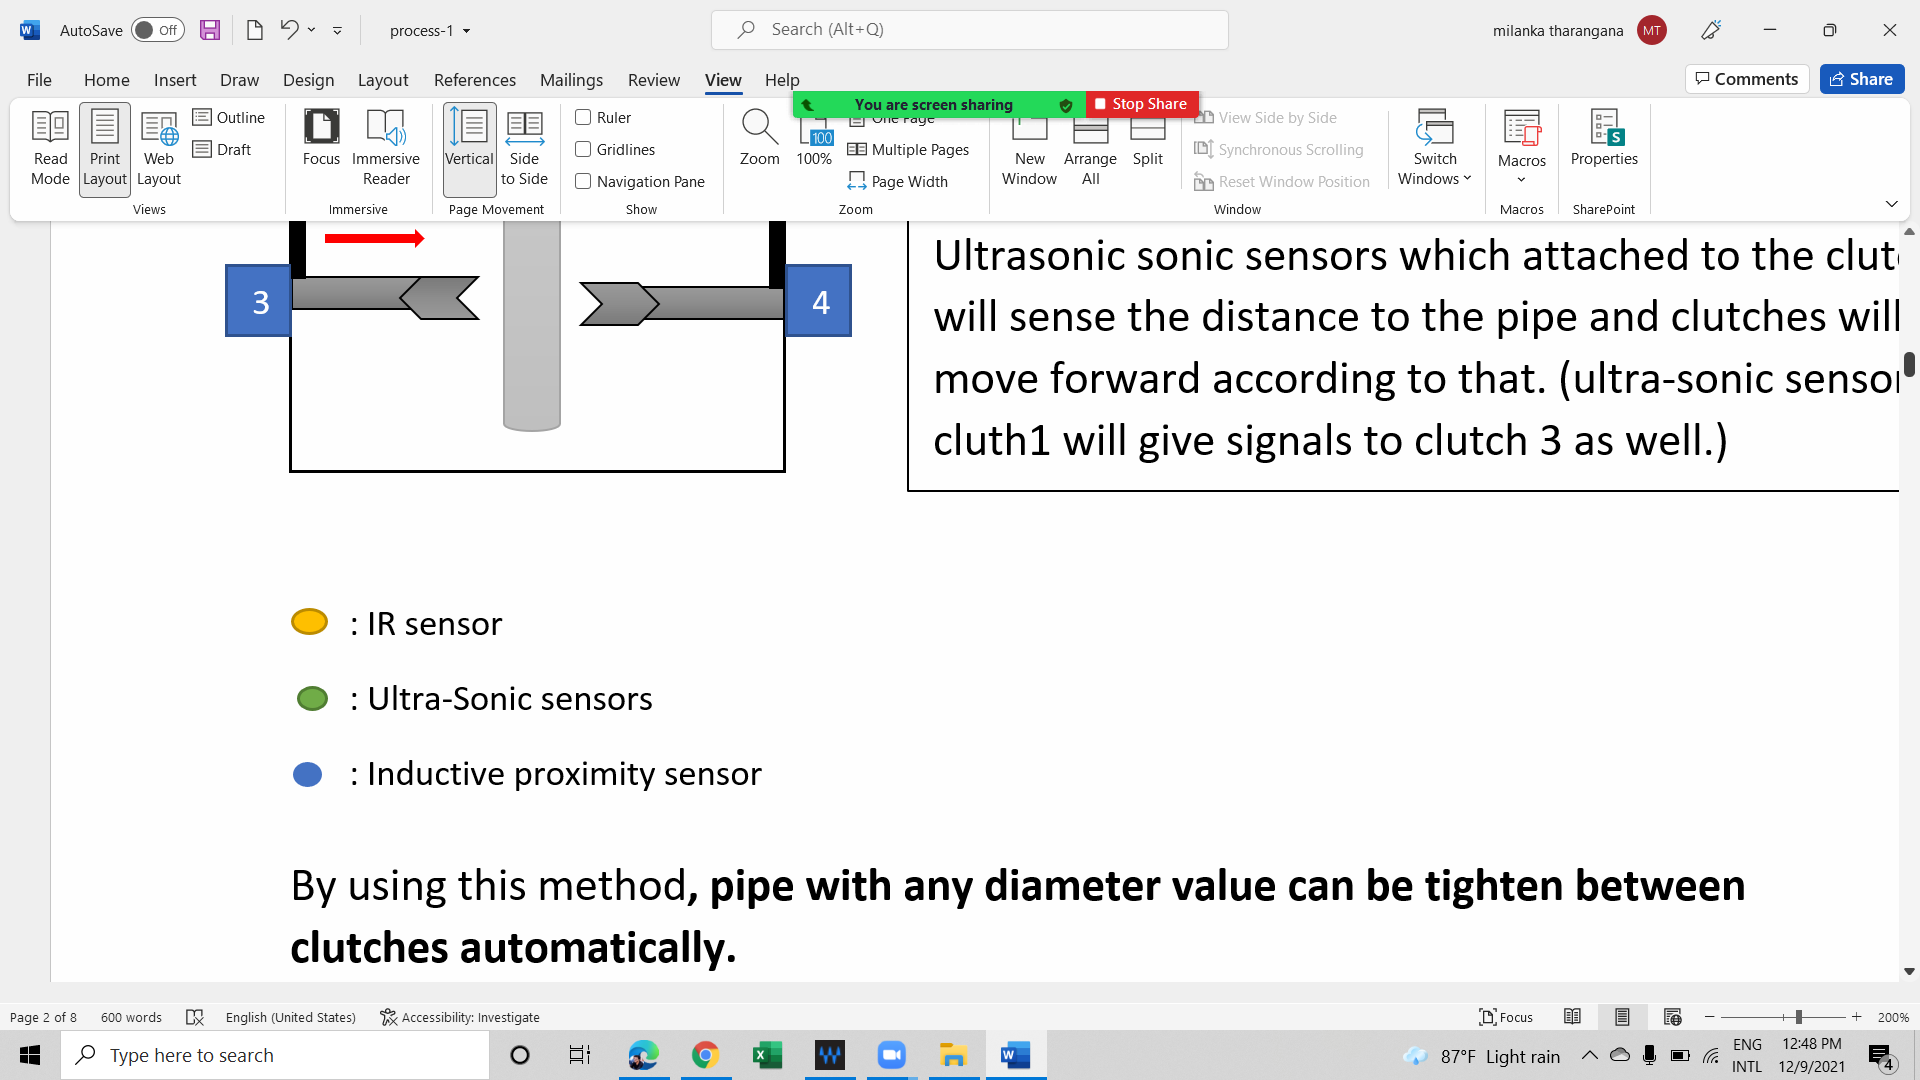 AutoSave Off process-1 Search (Alt+Q) milanka tharangana MT
File Home Insert Draw Design Layout References Mailings Review View Help Comments Share
You are screen sharing Stop Share
Read Mode Print Layout Web Layout Outline Draft
Views
Focus Immersive Reader
Immersive
Vertical Side to Side
Page Movement
Ruler
Gridlines
Navigation Pane
Show
Zoom 100% 100 One Page Multiple Pages Page Width
Zoom
New Window Arrange All Split View Side by Side Synchronous Scrolling Reset Window Position Switch Windows
Window
Macros
Macros
S Properties
SharePoint
3 4
Ultrasonic sonic sensors which attached to the clutc
will sense the distance to the pipe and clutches will
move forward according to that. (ultra-sonic sensor
cluth1 will give signals to clutch 3 as well.)
: IR sensor
: Ultra-Sonic sensors
: Inductive proximity sensor
By using this method, pipe with any diameter value can be tighten between
clutches automatically.
Page 2 of 8 600 words English (United States) Accessibility: Investigate Focus 200%
Type here to search 87°F Light rain ENG INTL 12:48 PM 12/9/2021 4